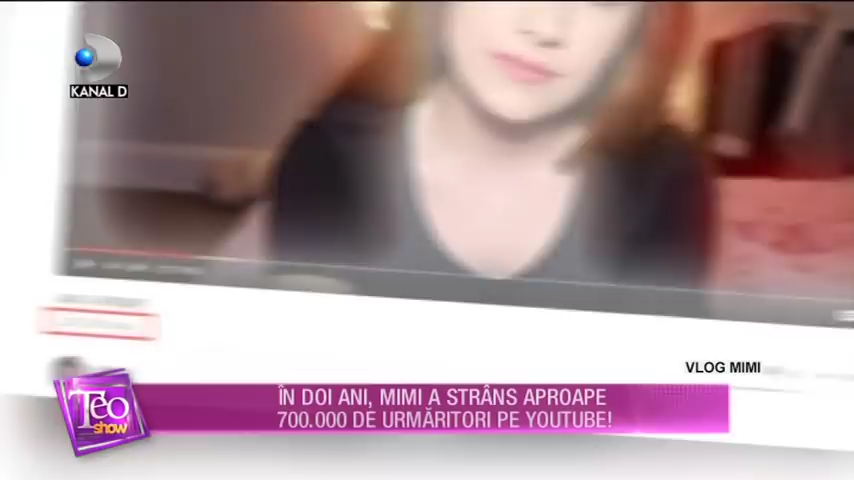 KANAL D
VLOG MIMI
Teo
show
ÎN DOI ANI, MIMI A STRÂNS APROAPE
700.000 DE URMĂRITORI PE YOUTUBE!